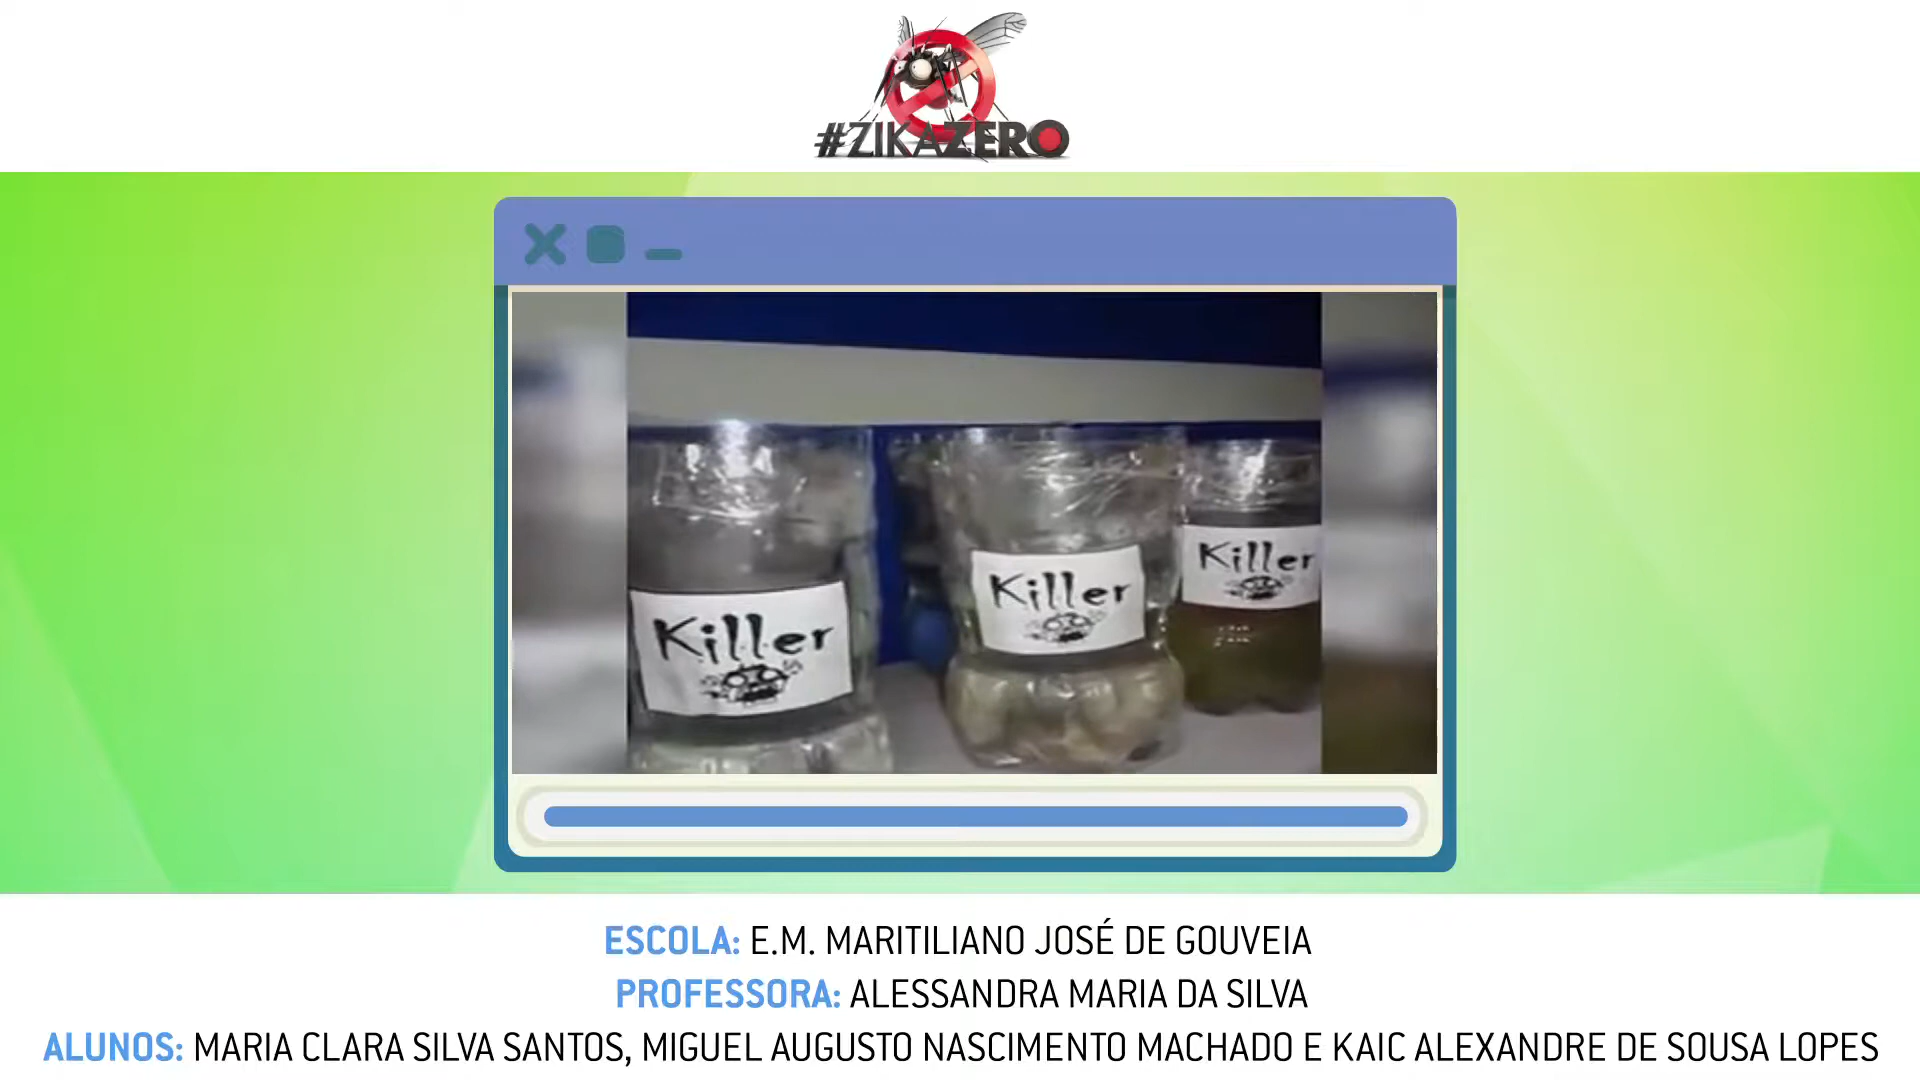 #ZIKAZERO
Killer
Killer
Killer
ESCOLA: E.M. MARITILIANO JOSÉ DE GOUVEIA
PROFESSORA: ALESSANDRA MARIA DA SILVA
ALUNOS: MARIA CLARA SILVA SANTOS, MIGUEL AUGUSTO NASCIMENTO MACHADO E KAIC ALEXANDRE DE SOUSA LOPES